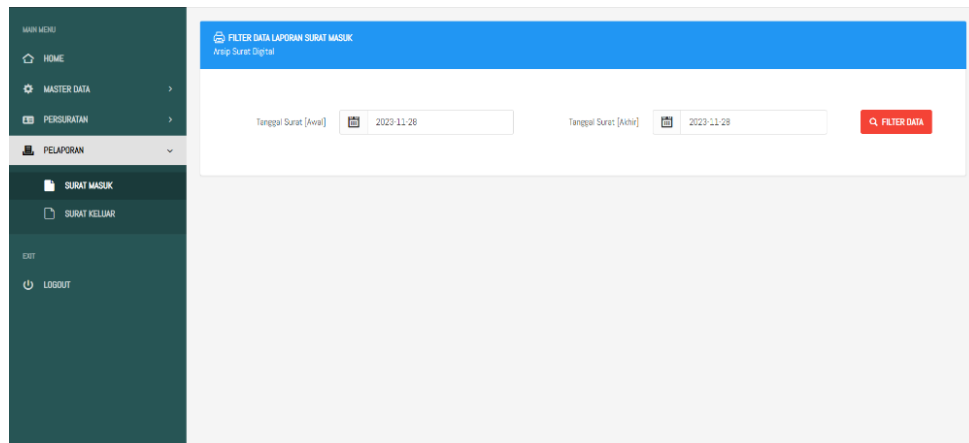 MAIN MENU
HOME
MASTER DATA
PERSURATAN
PELAPORAN
SURAT MASUK
SURAT KELUAR
EXIT
LOGOUT
FILTER DATA LAPORAN SURAT MASUK
Arsip Surat Digital
Tanggal Surat [Awal] 2023-11-28 Tanggal Surat [Akhir] 2023-11-28 FILTER DATA